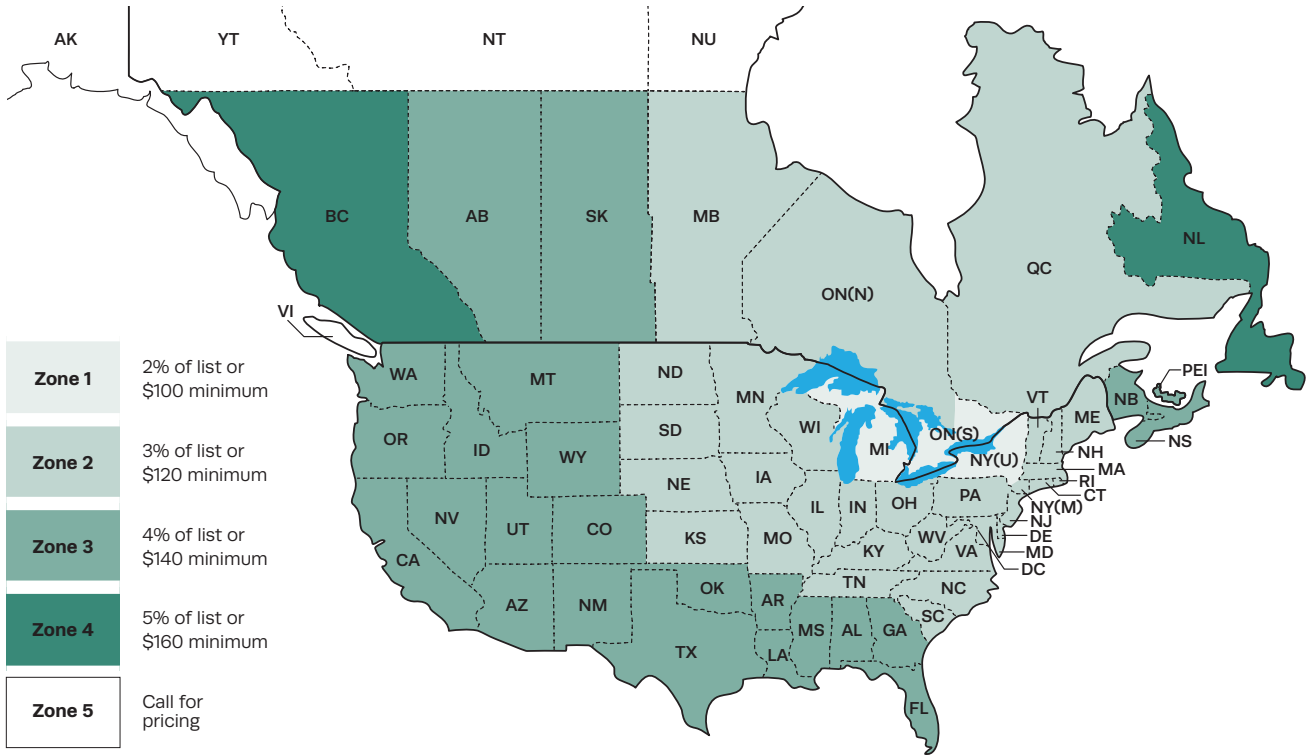 AK
YT
NT
NU
BC
AB
SK
MB
ON(N)
QC
NL
VI
Zone 1
2% of list or
$100 minimum
Zone 2
3% of list or
$120 minimum
Zone 3
4% of list or
$140 minimum
Zone 4
5% of list or
$160 minimum
Zone 5
Call for
pricing
WA
MT
ND
MN
OR
ID
WY
SD
WI
MI
ON(S)
NY(U)
VT
ME
NB
PEI
NS
NH
MA
RI
CT
NY(M)
NJ
DE
MD
DC
NV
UT
CO
NE
IA
IL
IN
OH
PA
CA
AZ
NM
KS
MO
KY
WV
VA
OK
AR
TN
NC
SC
TX
LA
MS
AL
GA
FL